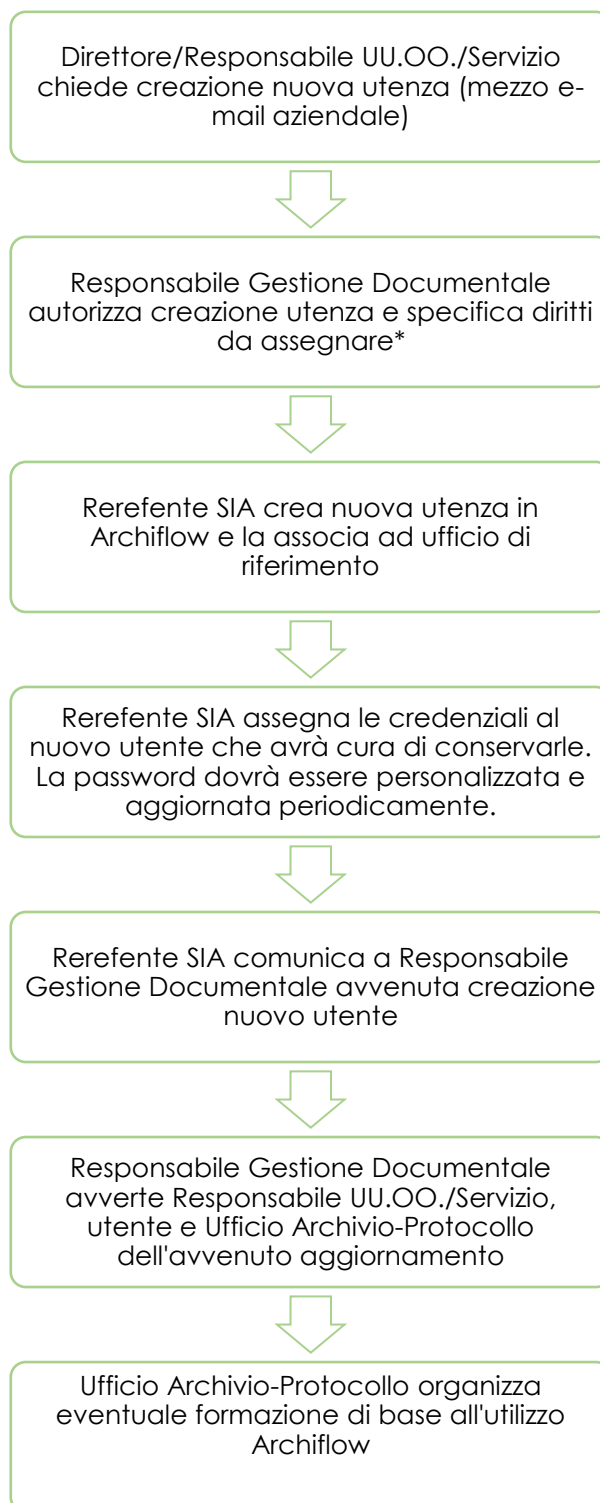 Direttore/Responsabile UU.OO./Servizio
chiede creazione nuova utenza (mezzo e-
mail aziendale)
Responsabile Gestione Documentale
autorizza creazione utenza e specifica diritti
da assegnare*
Rerefente SIA crea nuova utenza in
Archiflow e la associa ad ufficio di
riferimento
Rerefente SIA assegna le credenziali al
nuovo utente che avrà cura di conservarle.
La password dovrà essere personalizzata e
aggiornata periodicamente.
Rerefente SIA comunica a Responsabile
Gestione Documentale avvenuta creazione
nuovo utente
Responsabile Gestione Documentale
avverte Responsabile UU.OO./Servizio,
utente e Ufficio Archivio-Protocollo
dell'avvenuto aggiornamento
Ufficio Archivio-Protocollo organizza
eventuale formazione di base all'utilizzo
Archiflow